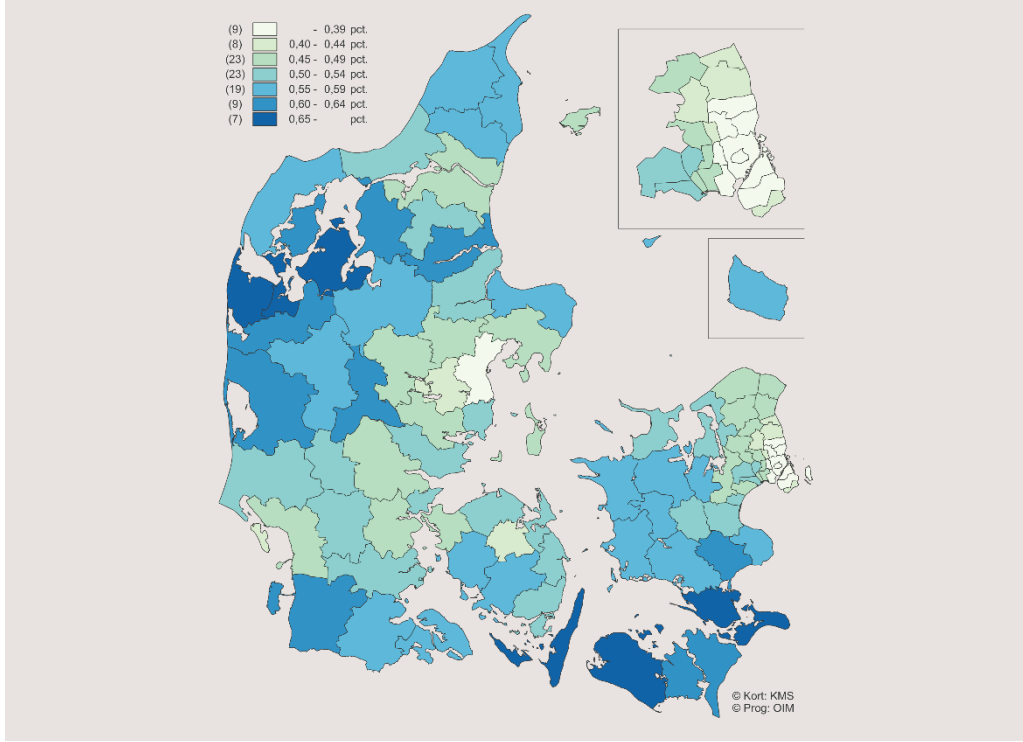 (9) - 0,39 pct.
(8) 0,40 - 0,44 pct.
(23) 0,45 - 0,49 pct.
(23) 0,50 - 0,54 pct.
(19) 0,55 - 0,59 pct.
(9) 0,60 - 0,64 pct.
(7) 0,65 - pct.
© Kort: KMS
© Prog: OIM